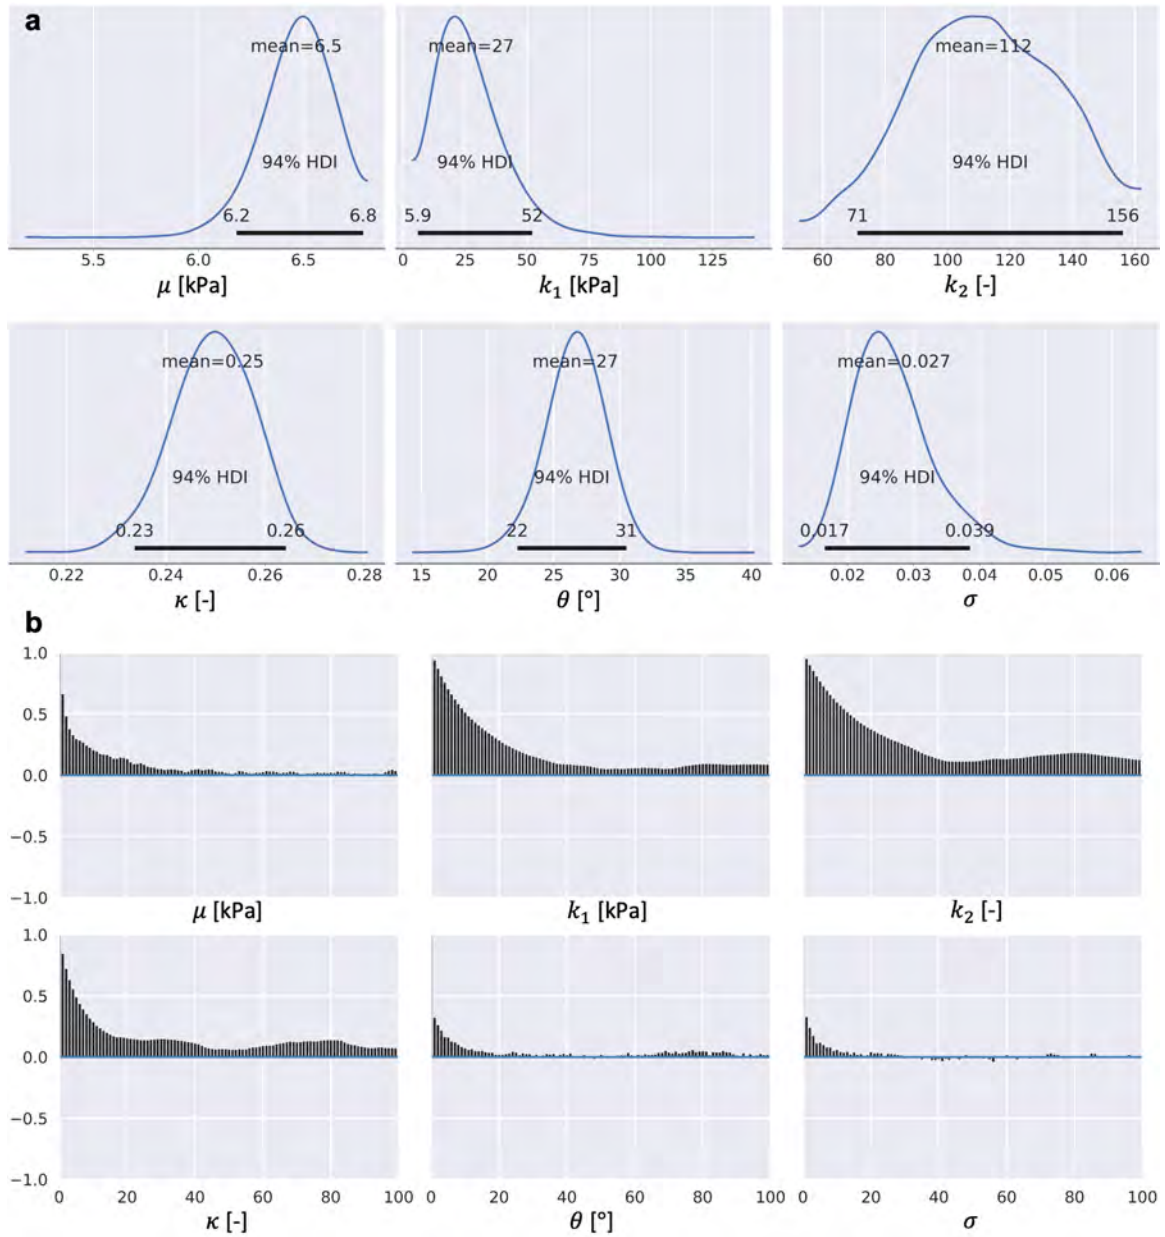 a
mean=6.5
94% HDI
6.2 6.8
5.5 6.0 6.5
μ [kPa]
mean=27
94% HDI
5.9 52
0 25 50 75 100 125
k₁ [kPa]
mean=112
94% HDI
71 156
60 80 100 120 140 160
k₂ [-]
mean=0.25
94% HDI
0.23 0.26
0.22 0.24 0.26 0.28
κ [-]
mean=27
94% HDI
22 31
15 20 25 30 35 40
θ [°]
mean=0.027
94% HDI
0.017 0.039
0.02 0.03 0.04 0.05 0.06
σ
b
1.0
0.5
0.0
−0.5
−1.0
μ [kPa]
k₁ [kPa]
k₂ [-]
1.0
0.5
0.0
−0.5
−1.0
0 20 40 60 80 100
κ [-]
0 20 40 60 80 100
θ [°]
0 20 40 60 80 100
σ